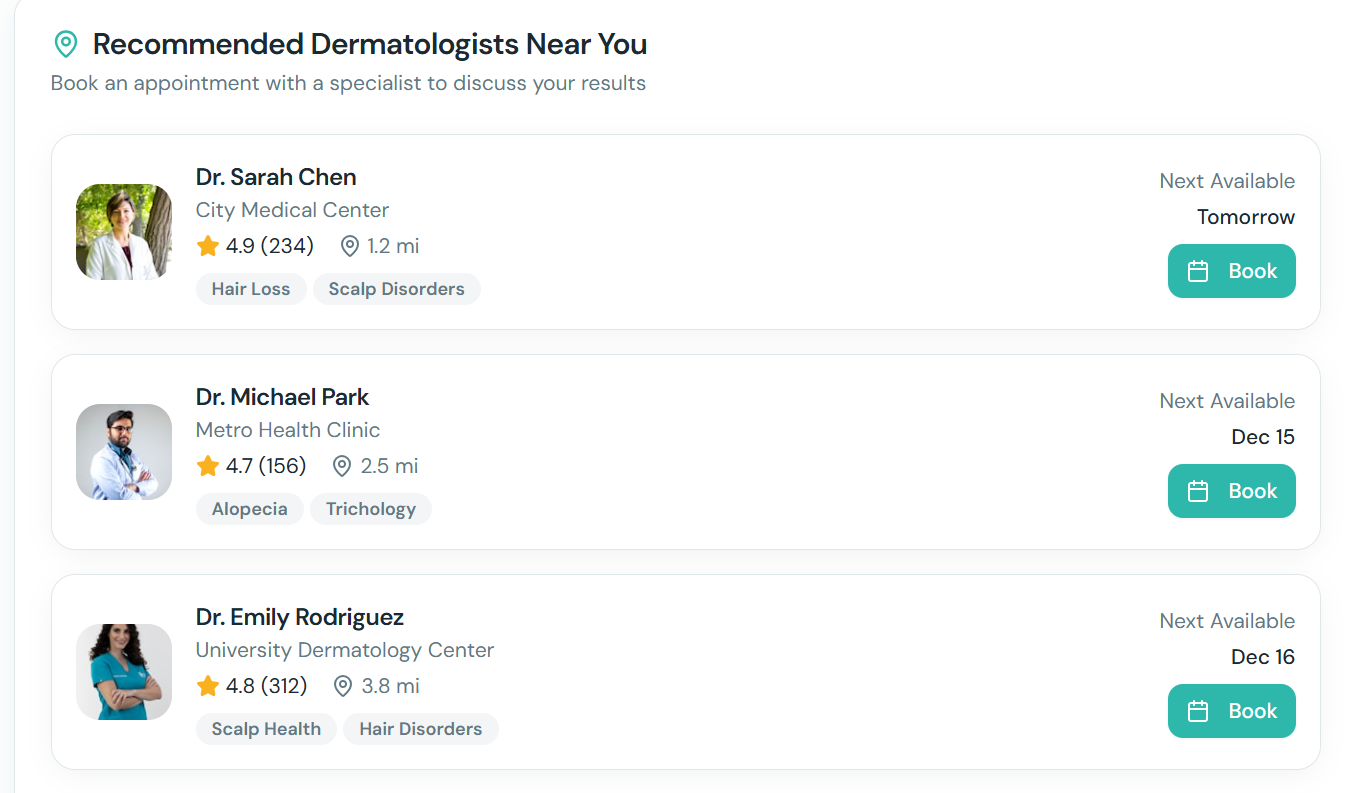 Recommended Dermatologists Near You
Book an appointment with a specialist to discuss your results
Dr. Sarah Chen
City Medical Center
4.9 (234) 1.2 mi
Hair Loss Scalp Disorders
Next Available
Tomorrow
Book
Dr. Michael Park
Metro Health Clinic
4.7 (156) 2.5 mi
Alopecia Trichology
Next Available
Dec 15
Book
Dr. Emily Rodriguez
University Dermatology Center
4.8 (312) 3.8 mi
Scalp Health Hair Disorders
Next Available
Dec 16
Book